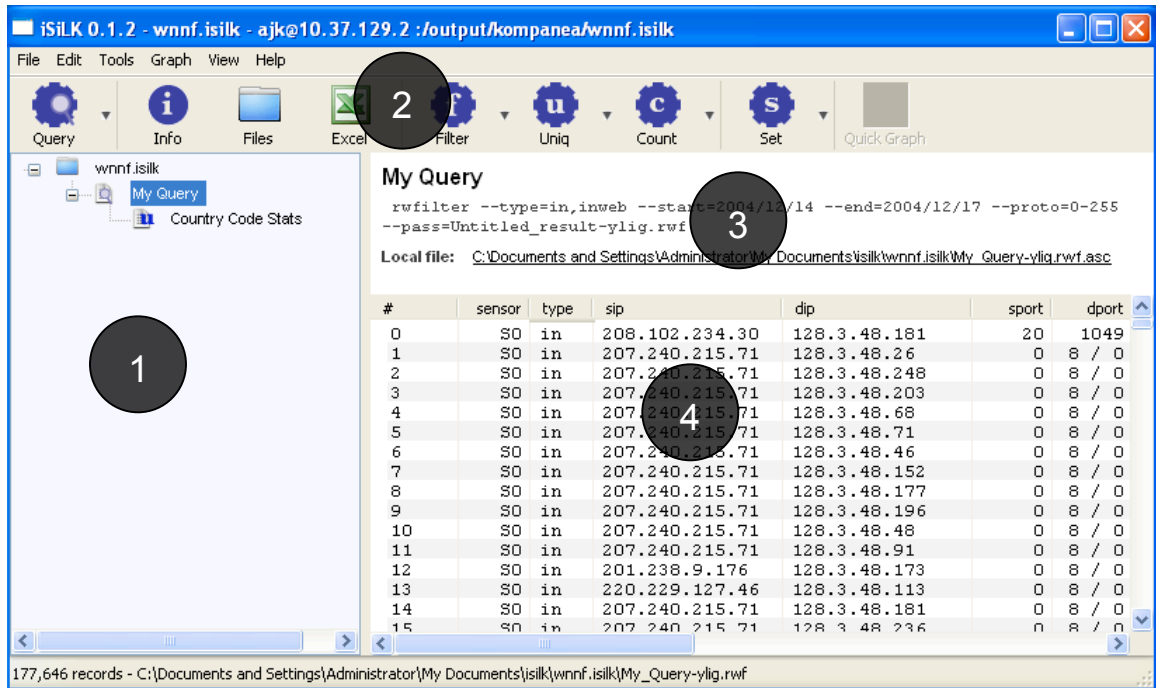 iSiLK 0.1.2 - wnnf.isilk - ajk@10.37.129.2 :/output/kompanea/wnnf.isilk
File Edit Tools Graph View Help
2
Query Info Files Excel Filter Uniq Count Set Quick Graph
wnnf.isilk
My Query
Country Code Stats
1
My Query
rwfilter --type=in,inweb --start=2004/12/14 --end=2004/12/17 --proto=0-255
--pass=Untitled_result-ylig.rwf
3
Local file: C:\Documents and Settings\Administrator\My Documents\isilk\wnnf.isilk\My_Query-ylig.rwf.asc
# sensor type sip dip sport dport
0 S0 in 208.102.234.30 128.3.48.181 20 1049
1 S0 in 207.240.215.71 128.3.48.26 0 8 / 0
2 S0 in 207.240.215.71 128.3.48.248 0 8 / 0
3 S0 in 207.240.215.71 128.3.48.203 0 8 / 0
4 S0 in 207.240.215.71 128.3.48.68 0 8 / 0
4
5 S0 in 207.240.215.71 128.3.48.71 0 8 / 0
6 S0 in 207.240.215.71 128.3.48.46 0 8 / 0
7 S0 in 207.240.215.71 128.3.48.152 0 8 / 0
8 S0 in 207.240.215.71 128.3.48.177 0 8 / 0
9 S0 in 207.240.215.71 128.3.48.196 0 8 / 0
10 S0 in 207.240.215.71 128.3.48.48 0 8 / 0
11 S0 in 207.240.215.71 128.3.48.91 0 8 / 0
12 S0 in 201.238.9.176 128.3.48.173 0 8 / 0
13 S0 in 220.229.127.46 128.3.48.113 0 8 / 0
14 S0 in 207.240.215.71 128.3.48.181 0 8 / 0
15 S0 in 207.240.215.71 128.3.48.236 0 8 / 0
177,646 records - C:\Documents and Settings\Administrator\My Documents\isilk\wnnf.isilk\My_Query-ylig.rwf